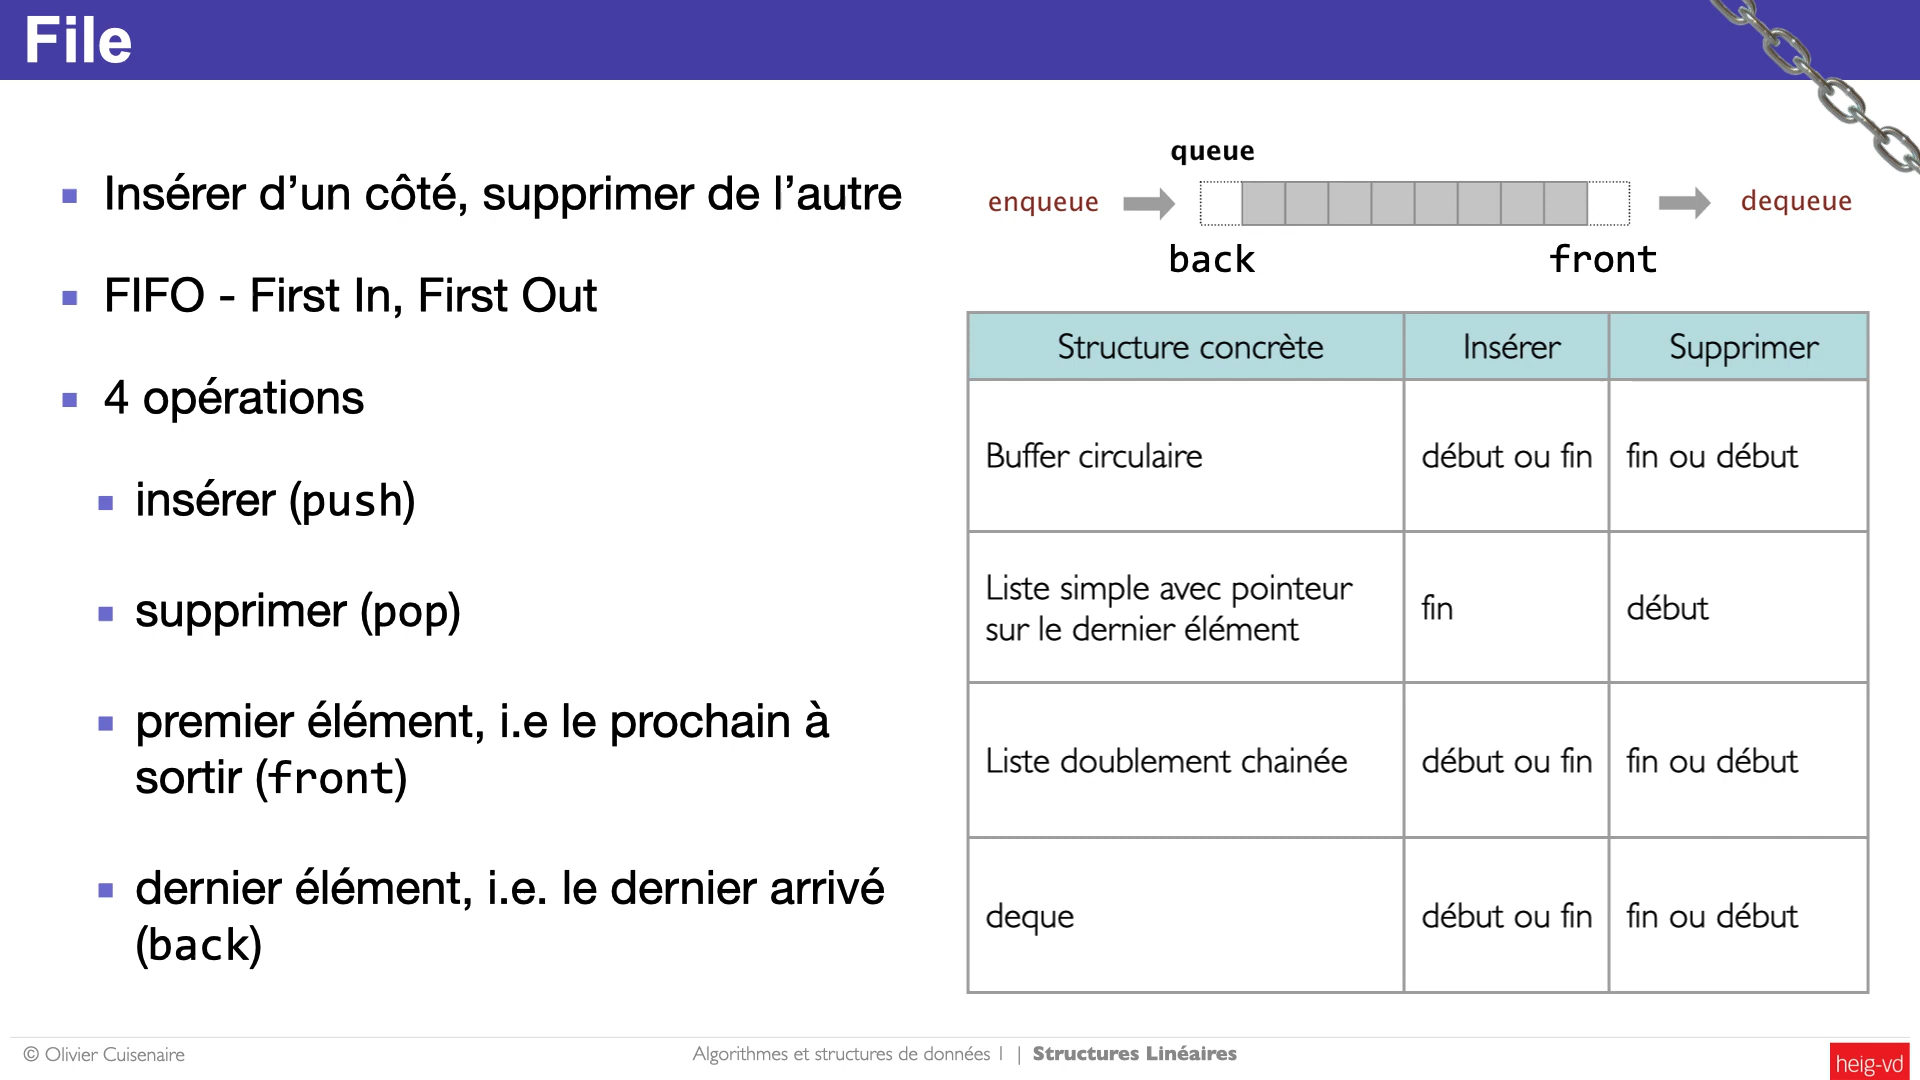 File
Insérer d’un côté, supprimer de l’autre
FIFO - First In, First Out
4 opérations
insérer (push)
supprimer (pop)
premier élément, i.e le prochain à
sortir (front)
dernier élément, i.e. le dernier arrivé
(back)
queue
enqueue dequeue
back front
Structure concrète Insérer Supprimer
Buffer circulaire début ou fin fin ou début
Liste simple avec pointeur
sur le dernier élément fin début
Liste doublement chainée début ou fin fin ou début
deque début ou fin fin ou début
© Olivier Cuisenaire Algorithmes et structures de données 1 | Structures Linéaires heig-vd